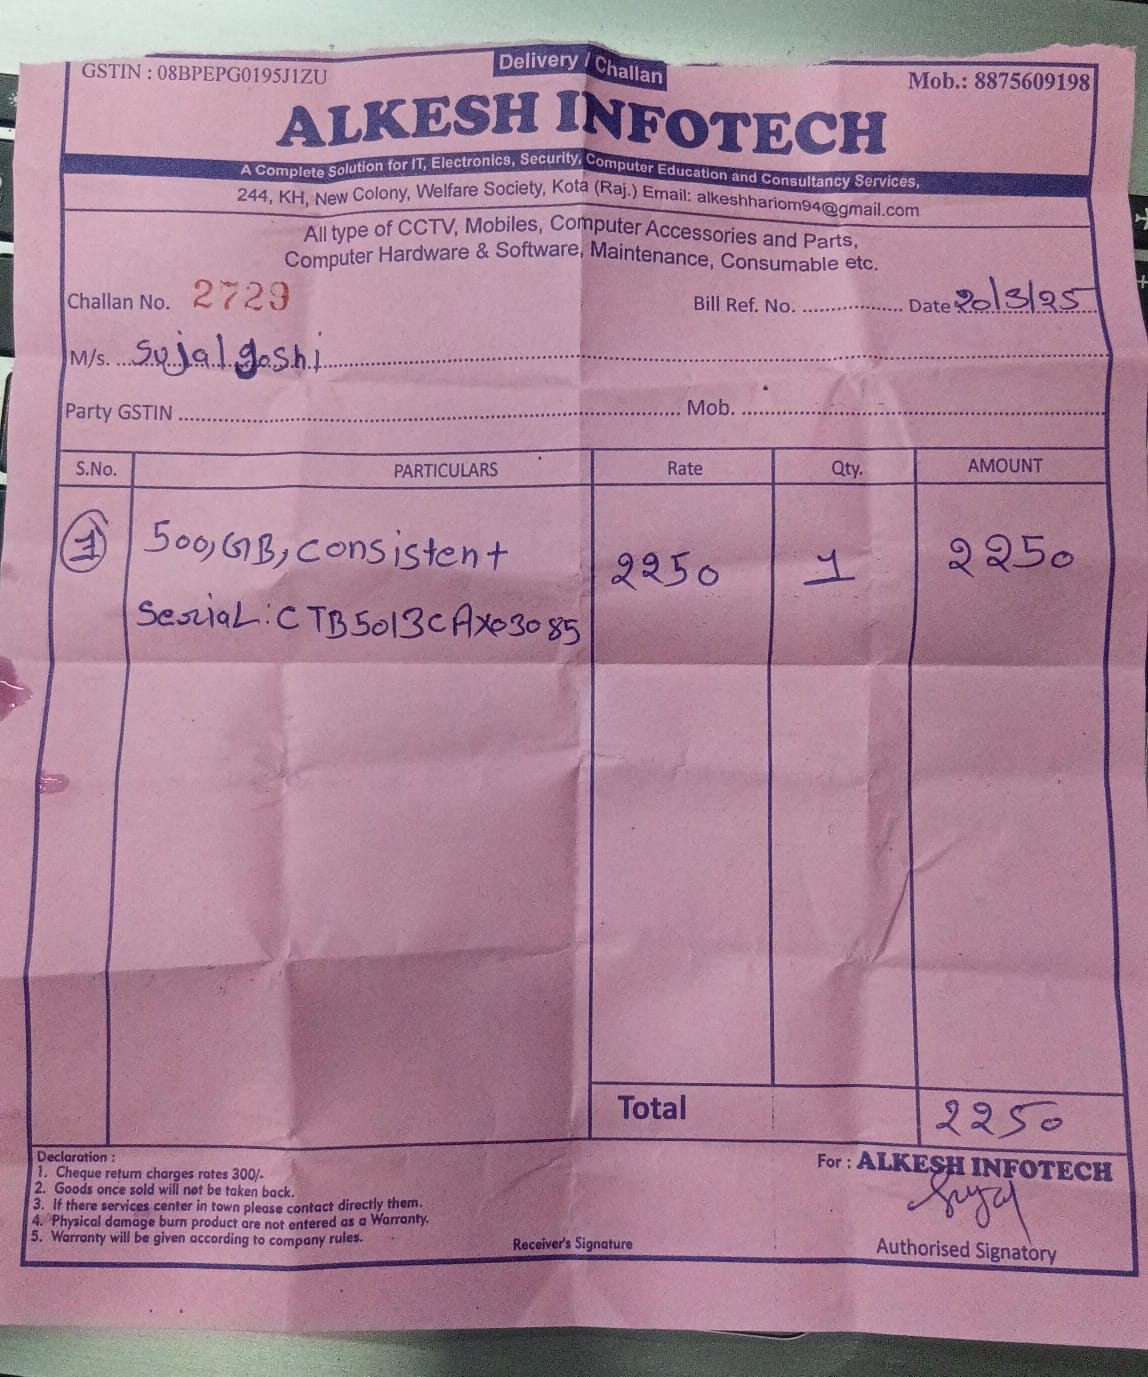 Delivery / Challan
GSTIN : 08BPEPG0195J1ZU
Mob.: 8875609198
ALKESH INFOTECH
A Complete Solution for IT, Electronics, Security, Computer Education and Consultancy Services,
244, KH, New Colony, Welfare Society, Kota (Raj.) Email: alkeshhariom94@gmail.com
All type of CCTV, Mobiles, Computer Accessories and Parts,
Computer Hardware & Software, Maintenance, Consumable etc.
Challan No. 2729 Bill Ref. No. .................. Date 20/3/25
M/s. ...Sujal goshi
Party GSTIN .................. Mob. ..................
S.No. PARTICULARS Rate Qty. AMOUNT
1 500,GB, Consistent 2250 1 2250
Serial: CTB5013CAX03085
Total 2250
Declaration :
1. Cheque return charges rates 300/-
2. Goods once sold will not be taken back.
3. If there services center in town please contact directly them.
4. Physical damage burn product are not entered as a Warranty.
5. Warranty will be given according to company rules.
Receiver's Signature
For : ALKESH INFOTECH
Authorised Signatory